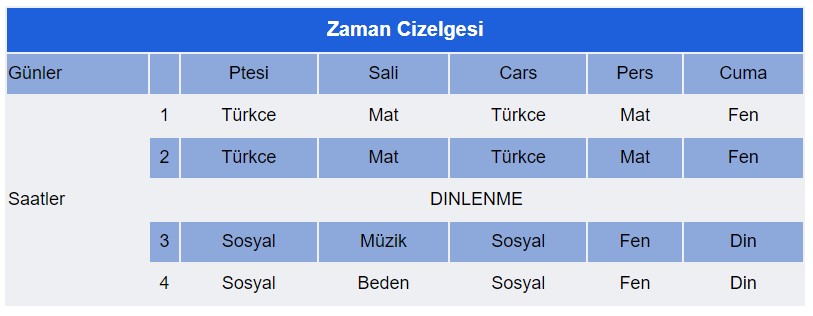 Zaman Cizelgesi
Günler Ptesi Sali Cars Pers Cuma
1 Türkce Mat Türkce Mat Fen
2 Türkce Mat Türkce Mat Fen
Saatler DINLENME
3 Sosyal Müzik Sosyal Fen Din
4 Sosyal Beden Sosyal Fen Din